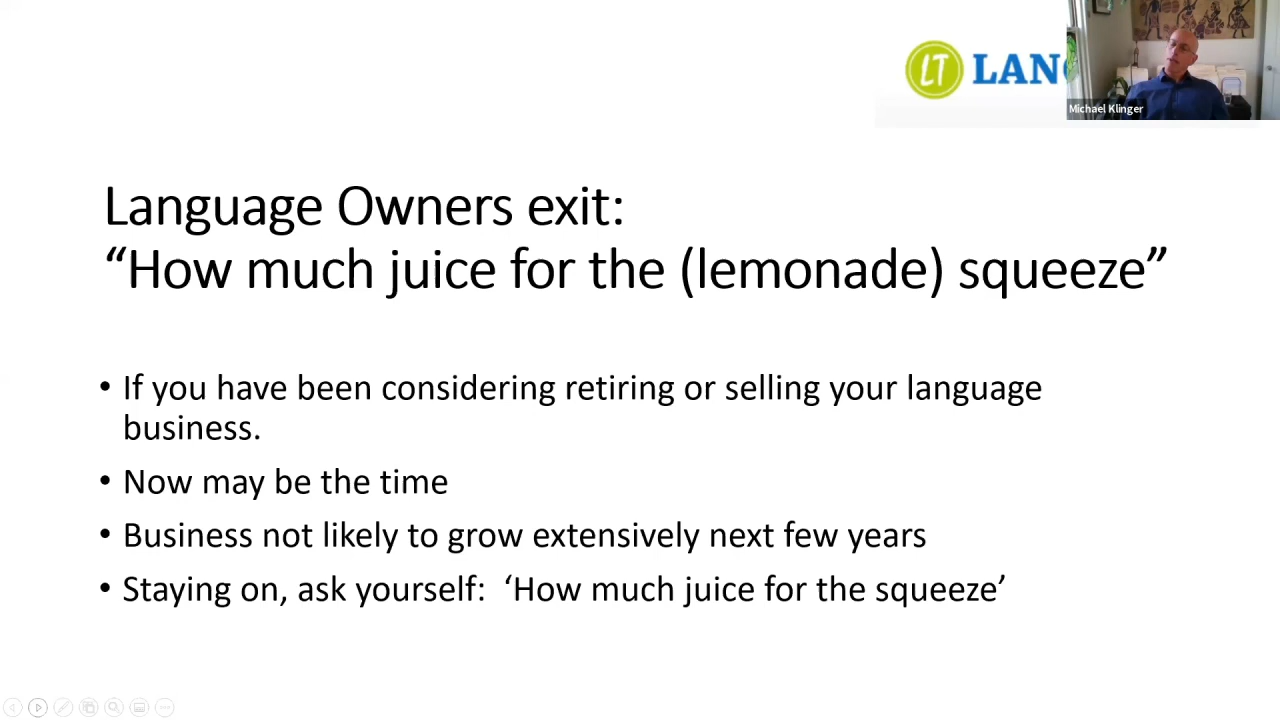 LT LANG
Michael Klinger
Language Owners exit:
“How much juice for the (lemonade) squeeze”
• If you have been considering retiring or selling your language
business.
• Now may be the time
• Business not likely to grow extensively next few years
• Staying on, ask yourself: ‘How much juice for the squeeze’